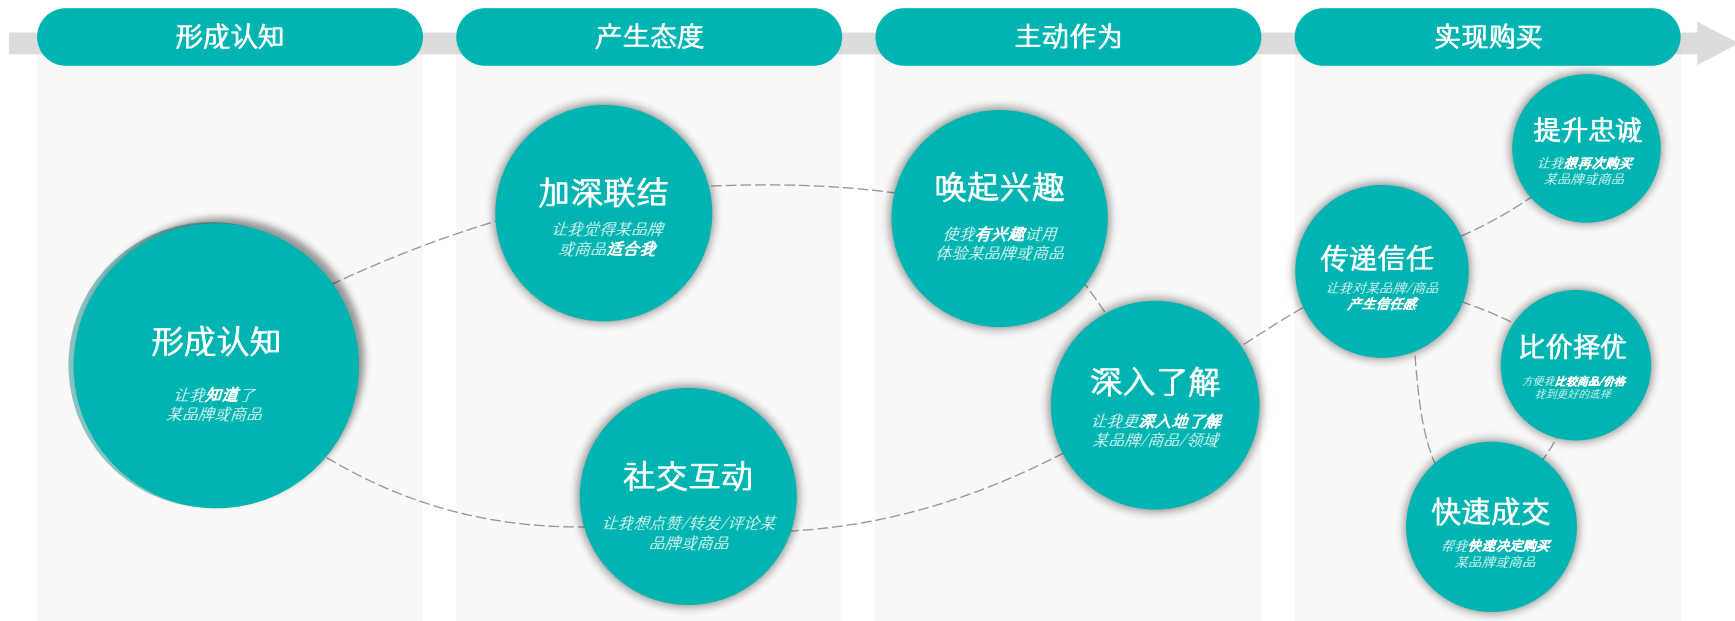 形成认知
产生态度
主动作为
实现购买
形成认知
让我知道了
某品牌或商品
加深联结
让我觉得某品牌
或商品适合我
社交互动
让我想点赞/转发/评论某
品牌或商品
唤起兴趣
使我有兴趣试用
体验某品牌或商品
深入了解
让我更深入地了解
某品牌/商品/领域
传递信任
让我对某品牌/商品
产生信任感
提升忠诚
让我想再次购买
某品牌或商品
比价择优
方便我比较商品/价格
找到更好的选择
快速成交
帮我快速决定购买
某品牌或商品